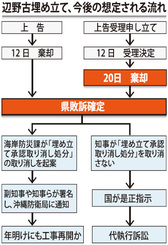 辺野古埋め立て、今後の想定される流れ
上 告
上告受理申し立て
12日 棄却
12日 受理決定
20日 棄却
県敗訴確定
海岸防災課が「埋め立
て承認取り消し処分」
の取り消しを起案
知事が「埋め立て承
認取り消し処分」を取り消
さない
副知事や知事らが署名
し、沖縄防衛局に通知
国が是正指示
年明けにも工事再開か
代執行訴訟